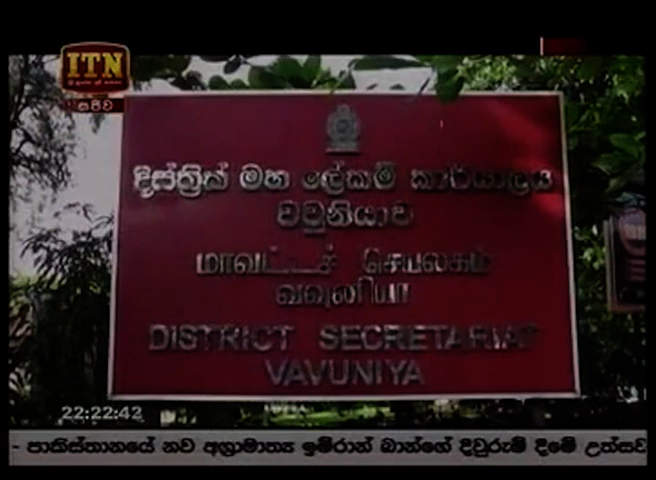 ITN
සජීව
දිස්ත්‍රික් මහ ලේකම් කාර්යාලය
වවුනියාව
மாவட்டச் செயலகம்
வவுனியா
DISTRICT SECRETARIAT
VAVUNIYA
22:22:42
- පාකිස්තානයේ නව අග්‍රාමාත්‍ය ඉම්රාන් ඛාන්ගේ දිවුරුම් දීමේ උත්සව